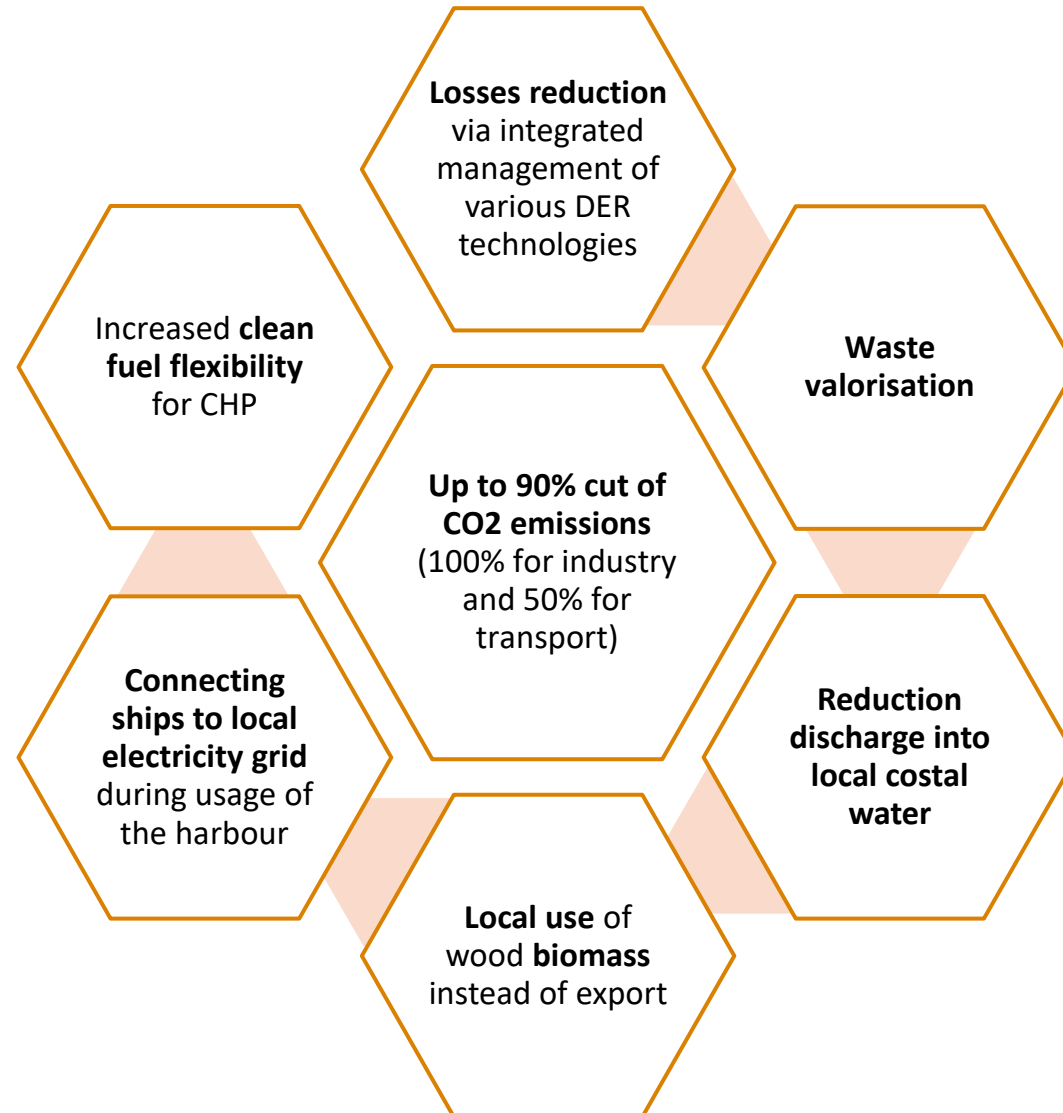 Losses reduction
via integrated
management of
various DER
technologies
Waste
valorisation
Reduction
discharge into
local costal
water
Local use of
wood biomass
instead of export
Connecting
ships to local
electricity grid
during usage of
the harbour
Increased clean
fuel flexibility
for CHP
Up to 90% cut of
CO2 emissions
(100% for industry
and 50% for
transport)